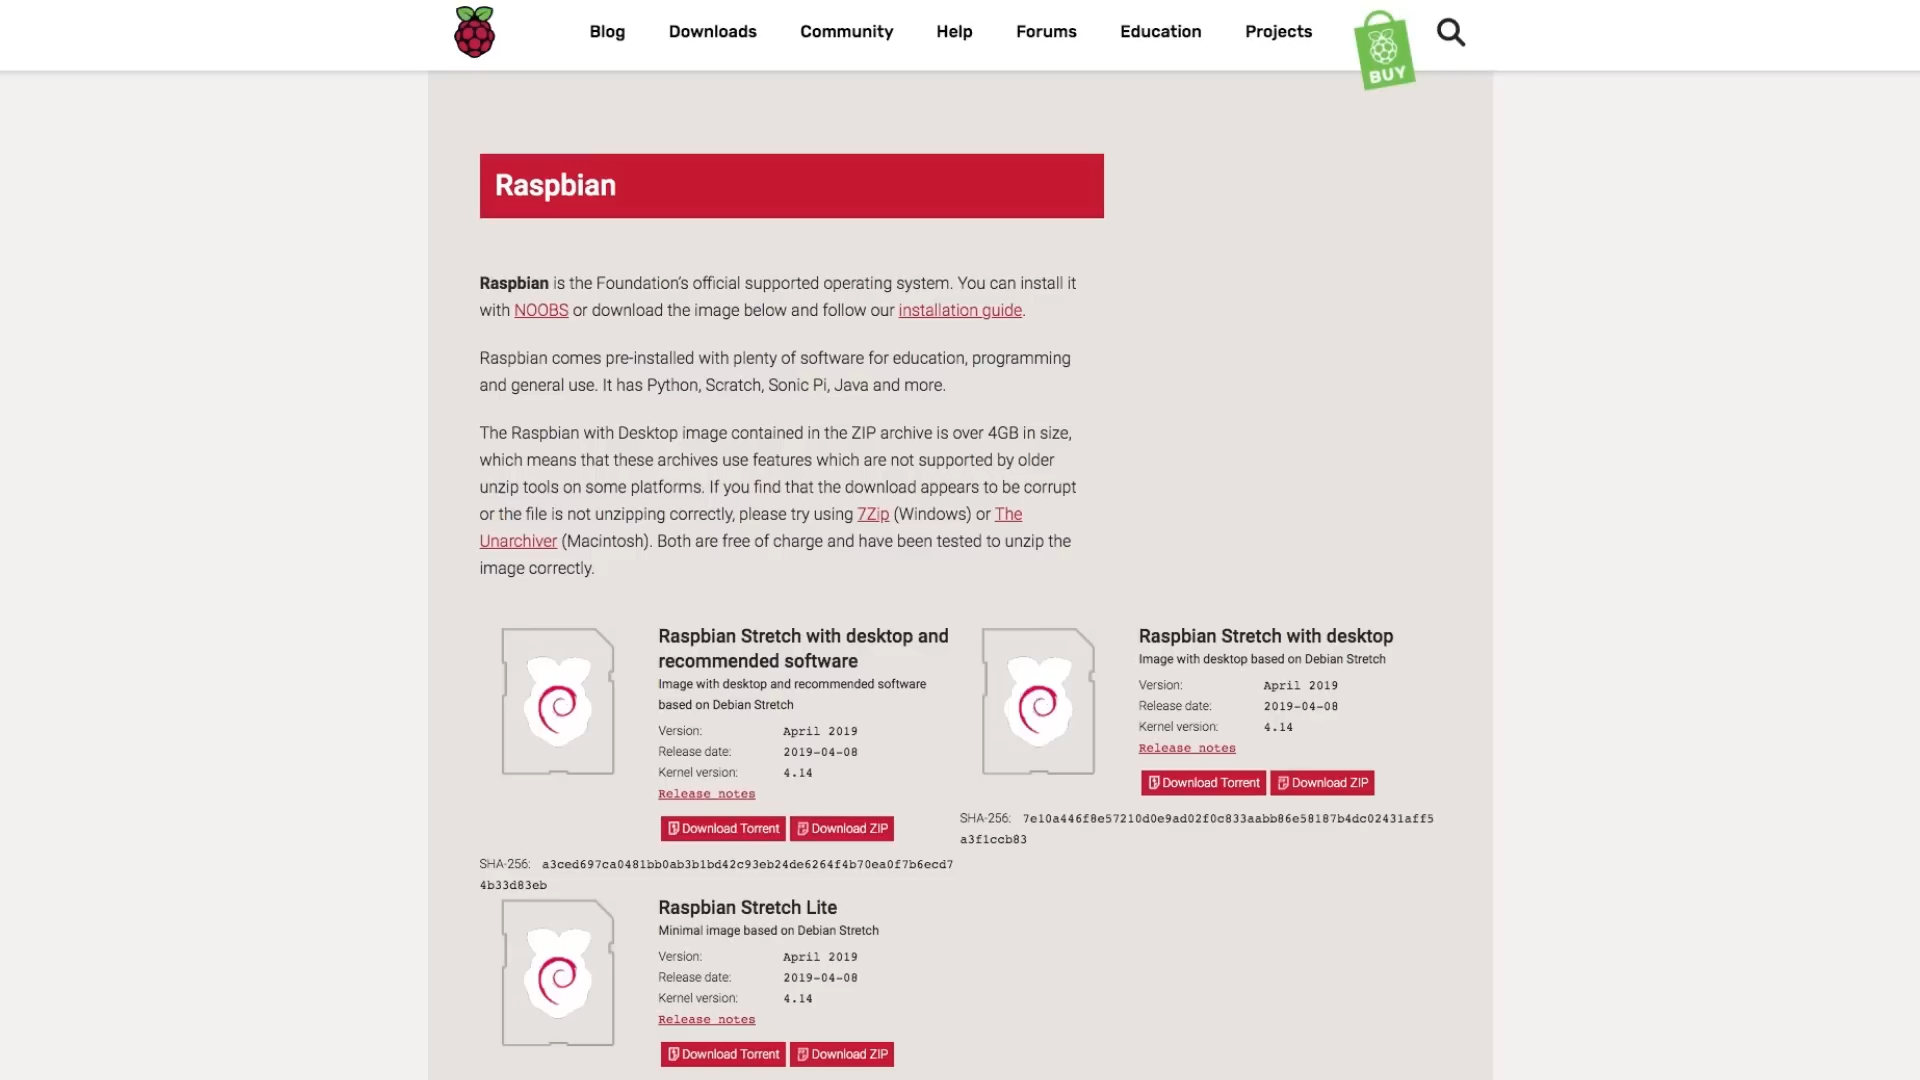 Blog Downloads Community Help Forums Education Projects BUY
Raspbian
Raspbian is the Foundation's official supported operating system. You can install it
with NOOBS or download the image below and follow our installation guide.
Raspbian comes pre-installed with plenty of software for education, programming
and general use. It has Python, Scratch, Sonic Pi, Java and more.
The Raspbian with Desktop image contained in the ZIP archive is over 4GB in size,
which means that these archives use features which are not supported by older
unzip tools on some platforms. If you find that the download appears to be corrupt
or the file is not unzipping correctly, please try using 7Zip (Windows) or The
Unarchiver (Macintosh). Both are free of charge and have been tested to unzip the
image correctly.
Raspbian Stretch with desktop and
recommended software
Image with desktop and recommended software
based on Debian Stretch
Version: April 2019
Release date: 2019-04-08
Kernel version: 4.14
Release notes
Download Torrent Download ZIP
SHA-256: a3ced697ca0481bb0ab3b1bd42c93eb24de6264f4b70ea0f7b6ecd7
4b33d83eb
Raspbian Stretch with desktop
Image with desktop based on Debian Stretch
Version: April 2019
Release date: 2019-04-08
Kernel version: 4.14
Release notes
Download Torrent Download ZIP
SHA-256: 7e10a446f8e57210d0e9ad02f0c833aabb86e58187b4dc02431aff5
a3f1ccb83
Raspbian Stretch Lite
Minimal image based on Debian Stretch
Version: April 2019
Release date: 2019-04-08
Kernel version: 4.14
Release notes
Download Torrent Download ZIP